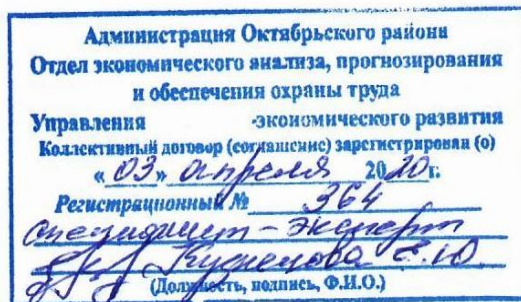 Администрация Октябрьского района
Отдел экономического анализа, прогнозирования
и обеспечения охраны труда
Управления -экономического развития
Коллективный договор (соглашение) зарегистрирован (о)
« 03 » апреля 2020г.
Регистрационный № 364
специалист - эксперт
Кузнецова Е.Ю.
(Должность, подпись, Ф.И.О.)